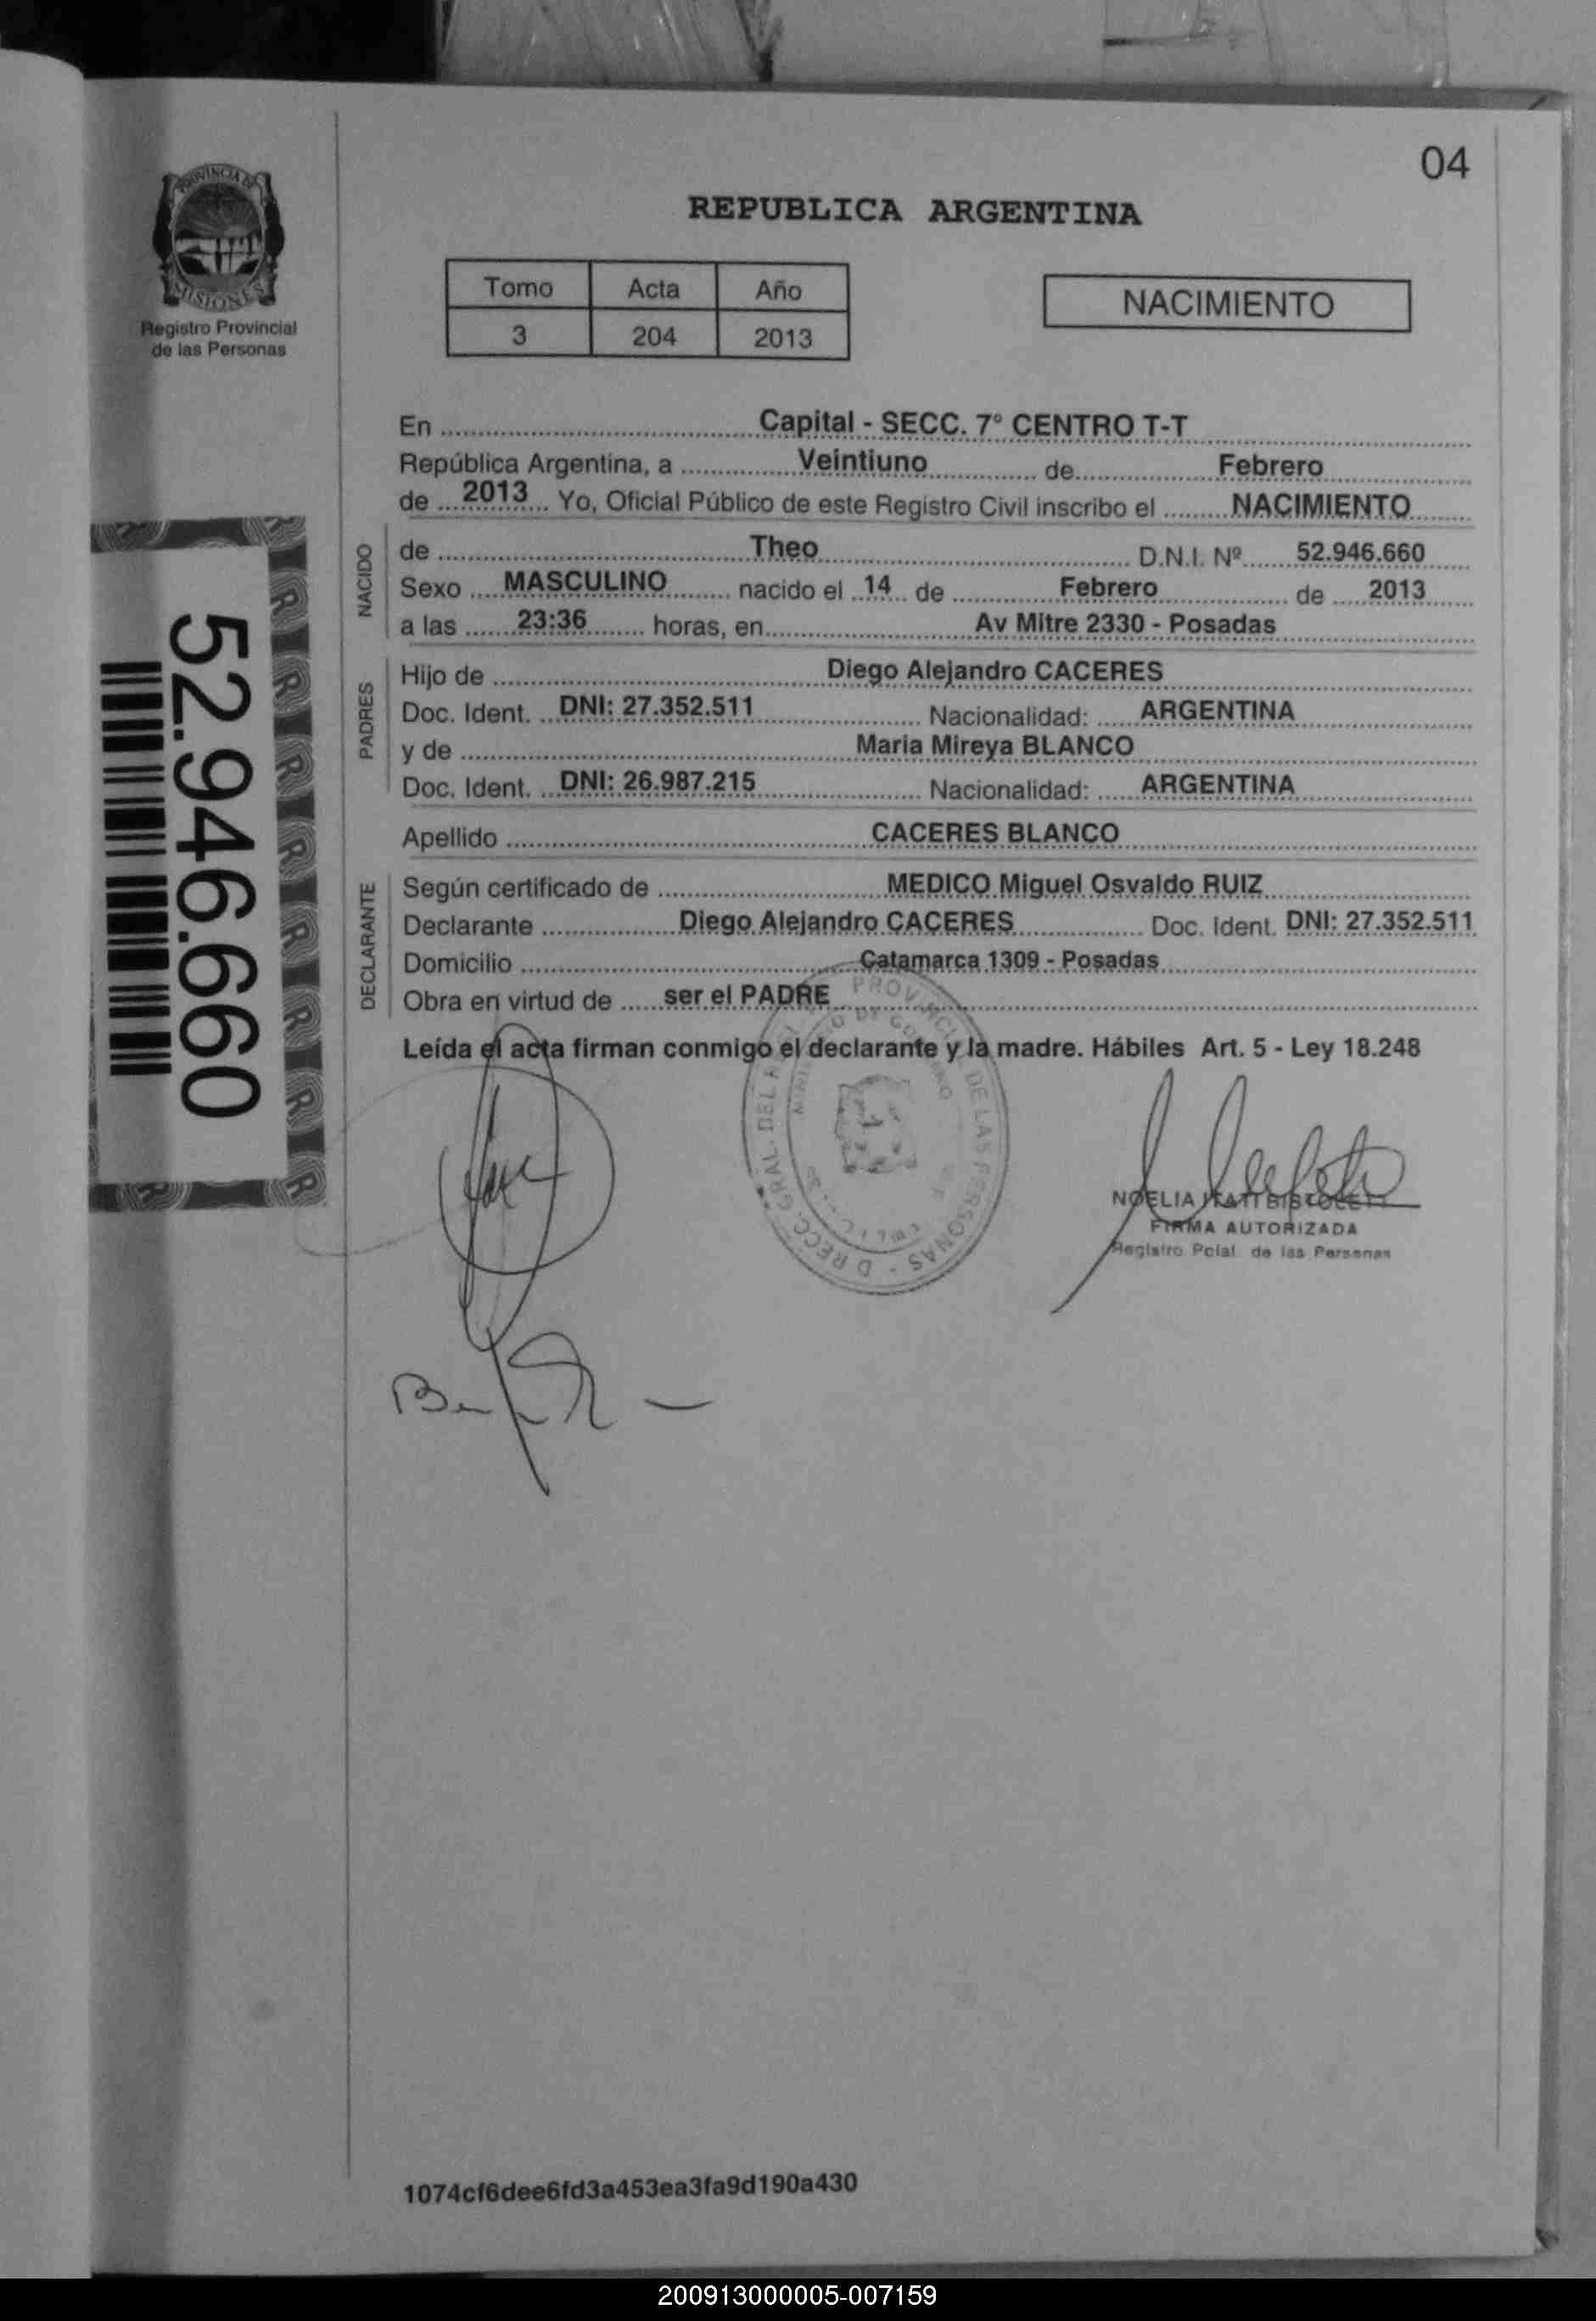 04
PROVINCIA DE
MISIONES
Registro Provincial
de las Personas
REPUBLICA ARGENTINA
Tomo Acta Año
3 204 2013
NACIMIENTO
En Capital - SECC. 7° CENTRO T-T
República Argentina, a Veintiuno de Febrero
de 2013 Yo, Oficial Público de este Registro Civil inscribo el NACIMIENTO
NACIDO
de Theo D.N.I. Nº 52.946.660
Sexo MASCULINO nacido el 14 de Febrero de 2013
a las 23:36 horas, en Av Mitre 2330 - Posadas
PADRES
Hijo de Diego Alejandro CACERES
Doc. Ident. DNI: 27.352.511 Nacionalidad: ARGENTINA
y de Maria Mireya BLANCO
Doc. Ident. DNI: 26.987.215 Nacionalidad: ARGENTINA
Apellido CACERES BLANCO
DECLARANTE
Según certificado de MEDICO Miguel Osvaldo RUIZ
Declarante Diego Alejandro CACERES Doc. Ident. DNI: 27.352.511
Domicilio Catamarca 1309 - Posadas
Obra en virtud de ser el PADRE
Leída el acta firman conmigo el declarante y la madre. Hábiles Art. 5 - Ley 18.248
52.946.660
NOELIA ITATI
FIRMA AUTORIZADA
Registro Pcial de las Personas
1074cf6dee6fd3a453ea3fa9d190a430
200913000005-007159